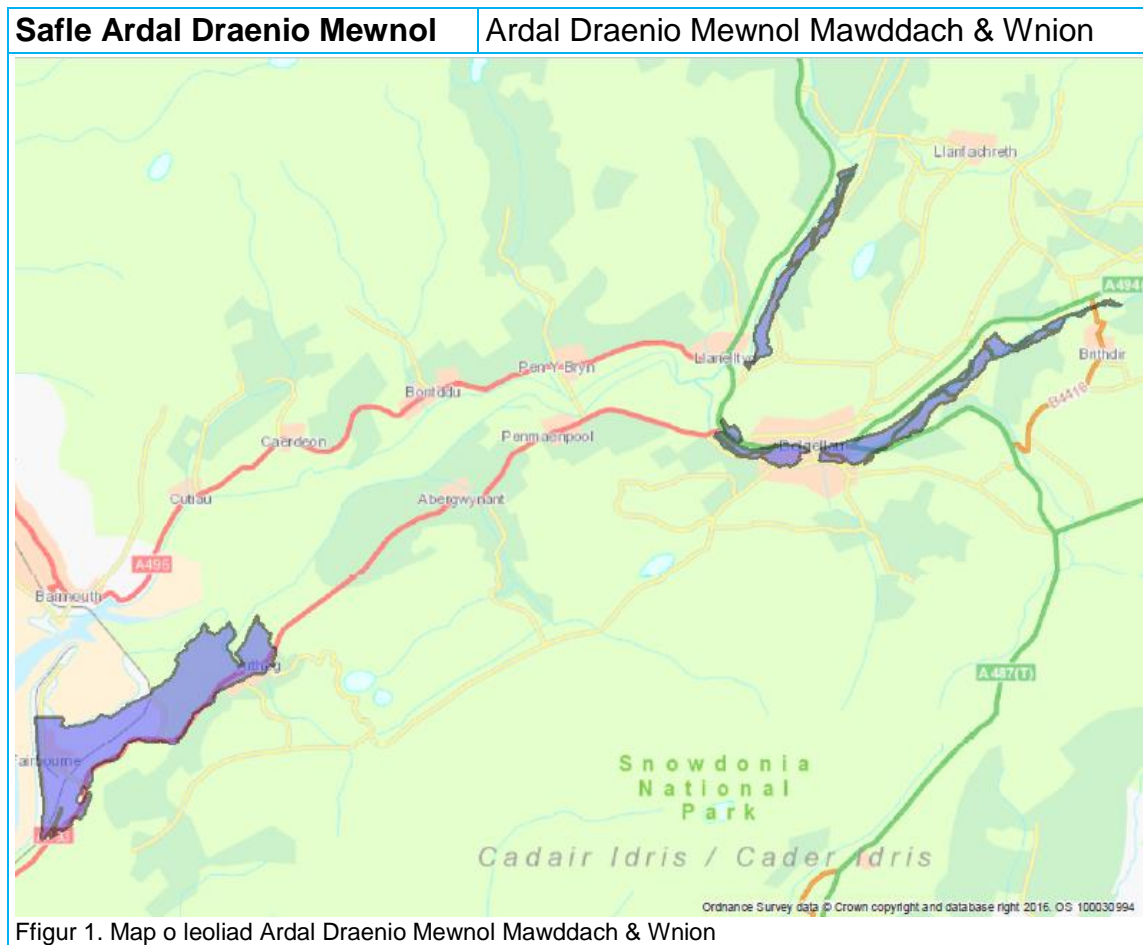 Safle Ardal Draenio Mewnol Ardal Draenio Mewnol Mawddach & Wnion
Llanfachreth
A494(
Llanelltyd
Brithdir
Pen-Y-Bryn
Bontddu
B4416
Penmaenpool
Dolgellau
Caerdeon
Abergwynant
Cutiau
A496
Barmouth
A487(T)
Fairbourne
Snowdonia
National
Park
Cadair Idris / Cader Idris
Ordnance Survey data © Crown copyright and database right 2016. OS 100030994
Ffigur 1. Map o leoliad Ardal Draenio Mewnol Mawddach & Wnion